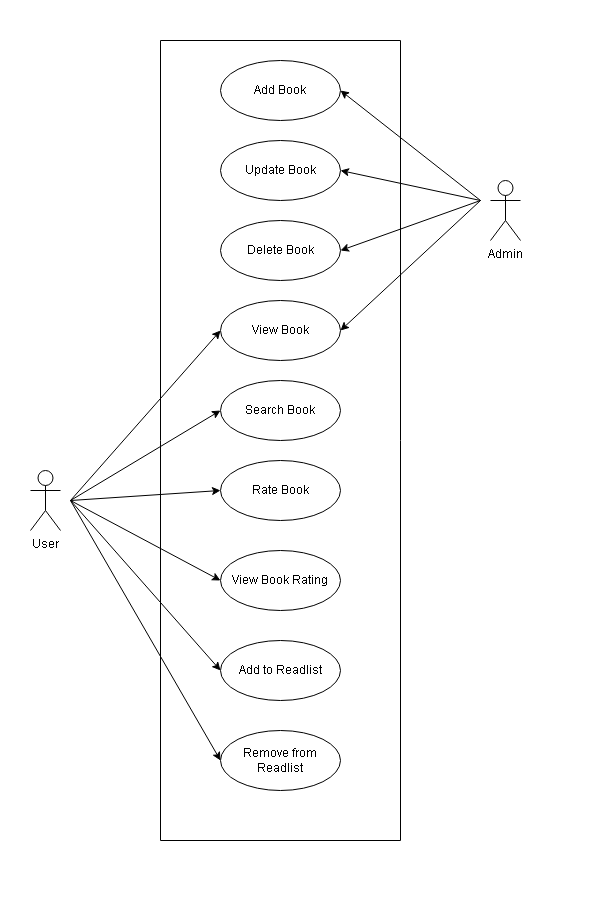 Add Book
Update Book
Delete Book
Admin
View Book
Search Book
Rate Book
User
View Book Rating
Add to Readlist
Remove from
Readlist